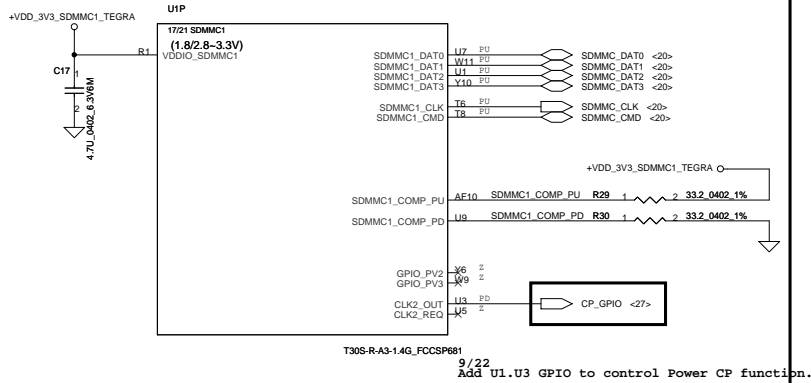 U1P
+VDD_3V3_SDMMC1_TEGRA
17/21 SDMMC1
(1.8/2.8~3.3V)
R1 VDDIO_SDMMC1
C17 1
2
4.7U_0402_6.3V6M
SDMMC1_DAT0 U7 PU SDMMC_DAT0 <20>
SDMMC1_DAT1 W11 PU SDMMC_DAT1 <20>
SDMMC1_DAT2 U1 PU SDMMC_DAT2 <20>
SDMMC1_DAT3 Y10 PU SDMMC_DAT3 <20>
SDMMC1_CLK T6 PU SDMMC_CLK <20>
SDMMC1_CMD T8 PU SDMMC_CMD <20>
+VDD_3V3_SDMMC1_TEGRA
SDMMC1_COMP_PU AF10 SDMMC1_COMP_PU R29 1 2 33.2_0402_1%
SDMMC1_COMP_PD U9 SDMMC1_COMP_PD R30 1 2 33.2_0402_1%
GPIO_PV2 Y6 Z
GPIO_PV3 W9 Z
CLK2_OUT U3 PD CP_GPIO <27>
CLK2_REQ U5 Z
T30S-R-A3-1.4G_FCCSP681
9/22
Add U1.U3 GPIO to control Power CP function.